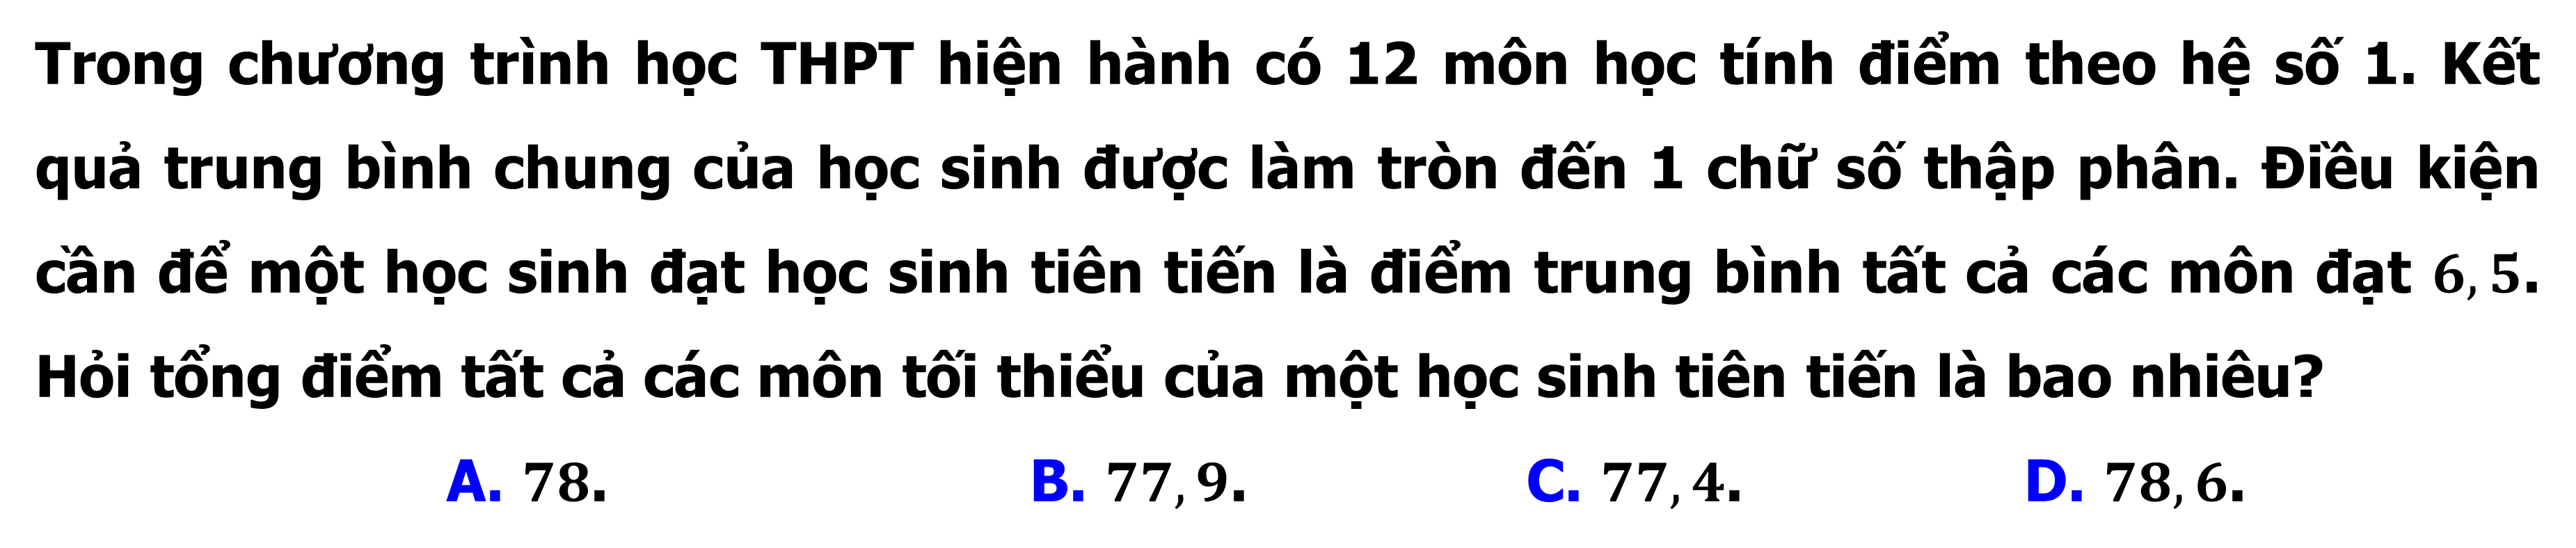 Trong chương trình học THPT hiện hành có 12 môn học tính điểm theo hệ số 1. Kết
quả trung bình chung của học sinh được làm tròn đến 1 chữ số thập phân. Điều kiện
cần để một học sinh đạt học sinh tiên tiến là điểm trung bình tất cả các môn đạt 6, 5.
Hỏi tổng điểm tất cả các môn tối thiểu của một học sinh tiên tiến là bao nhiêu?
A. 78. B. 77, 9. C. 77, 4. D. 78, 6.